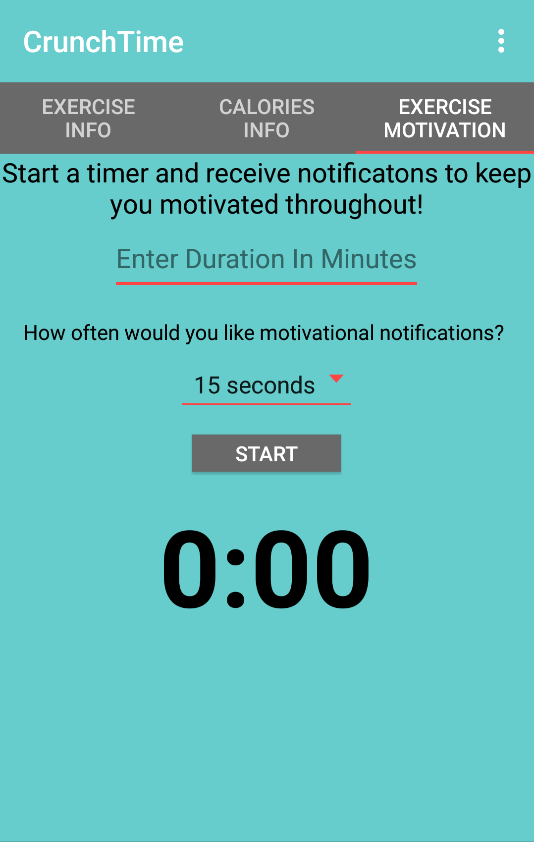 CrunchTime
EXERCISE
INFO
CALORIES
INFO
EXERCISE
MOTIVATION
Start a timer and receive notificatons to keep
you motivated throughout!
Enter Duration In Minutes
How often would you like motivational notifications?
15 seconds
START
0:00